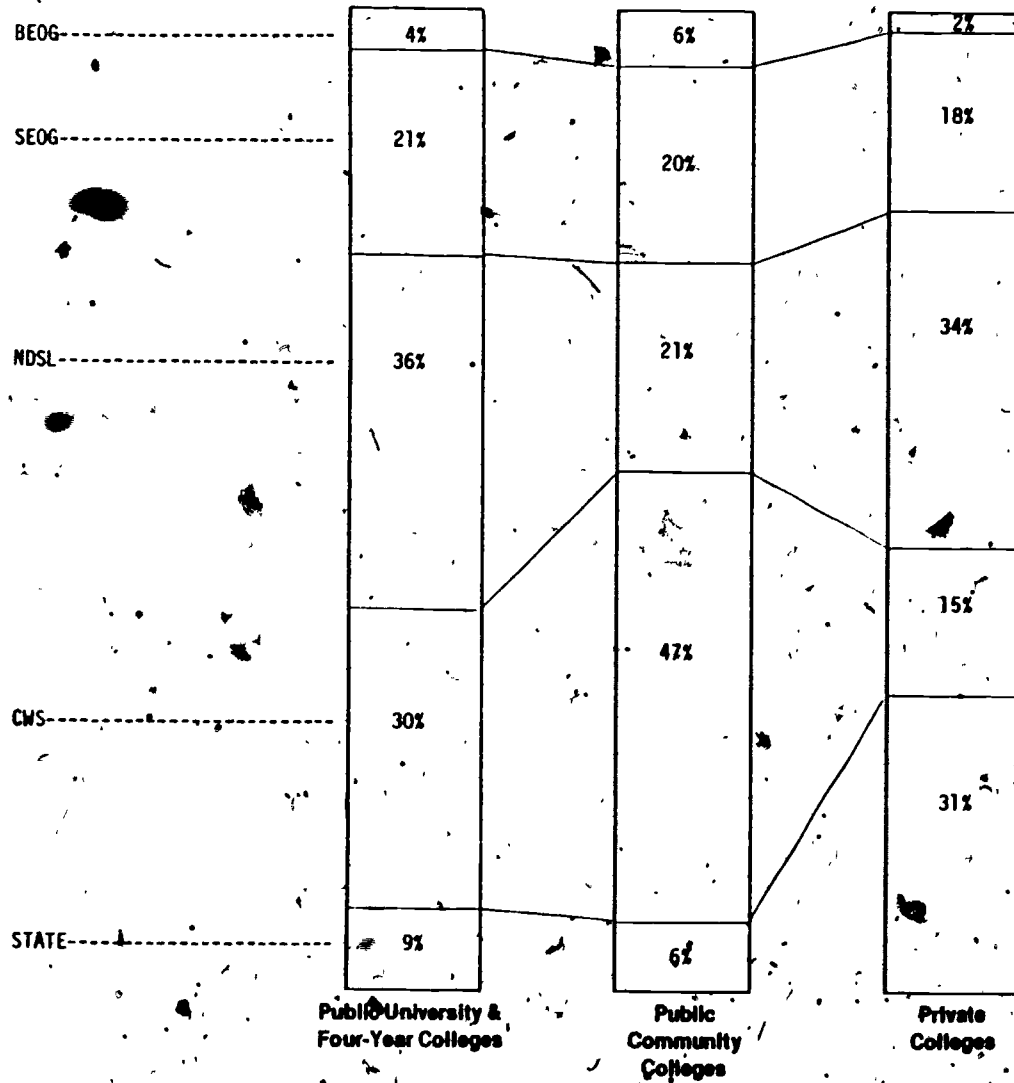 BEOG 4% 6% 2%
SEOG 21% 20% 18%
NDSL 36% 21% 34%
CWS 30% 47% 15%
STATE 9% 6% 31%
Public University & Public Private
Four-Year Colleges Community Colleges
Colleges